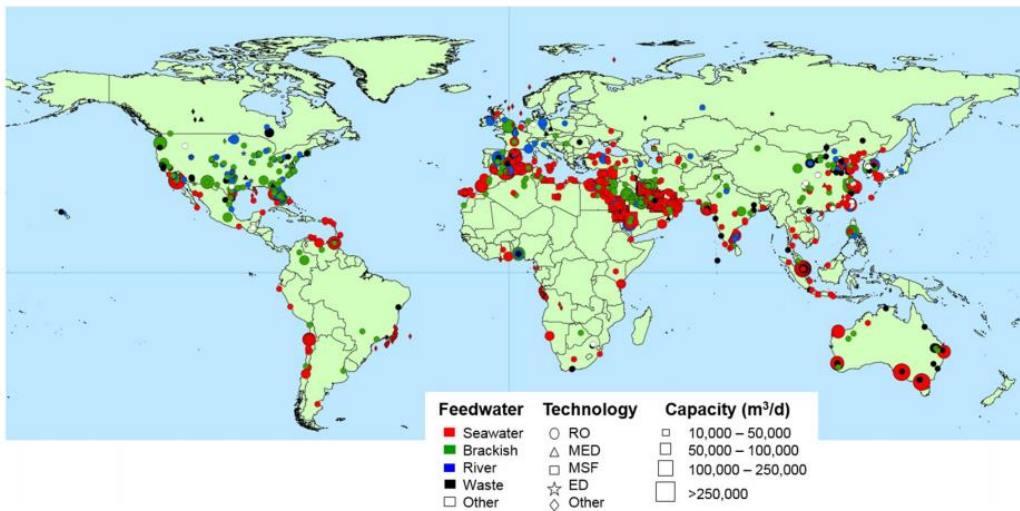 Feedwater
Seawater
Brackish
River
Waste
Other
Technology
RO
MED
MSF
ED
Other
Capacity (m³/d)
10,000 – 50,000
50,000 – 100,000
100,000 – 250,000
>250,000